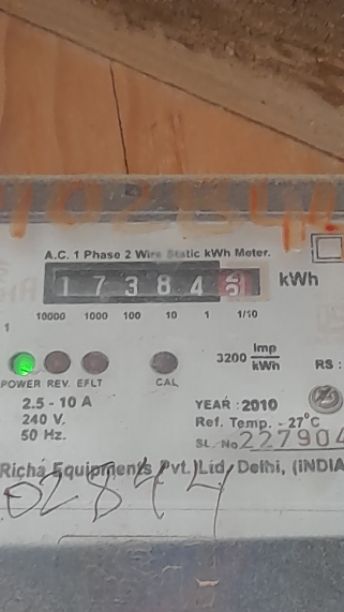 A.C. 1 Phase 2 Wire Static kWh Meter.
1 7 3 8 4 kWh
10000 1000 100 10 1 1/10
1
3200 Imp/kWh RS :
POWER REV. EFLT CAL
2.5 - 10 A
240 V.
50 Hz.
YEAR : 2010
Ref. Temp. - 27°C
SL. No 227904
Richa Equipments Pvt. Ltd. Delhi, (INDIA
02844